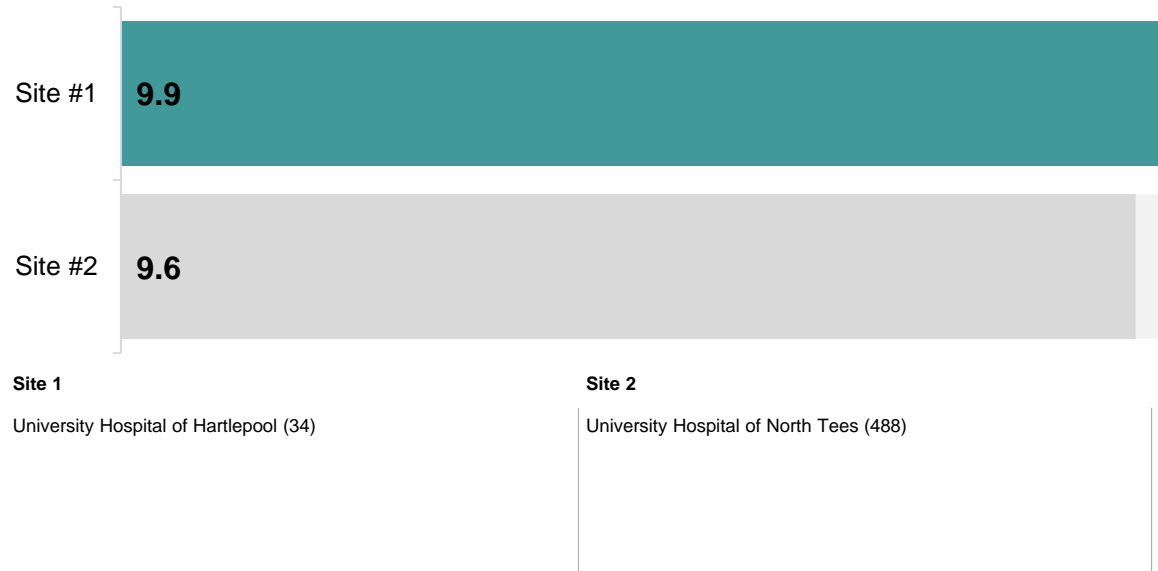 Site #1
9.9
Site #2
9.6
Site 1
Site 2
University Hospital of Hartlepool (34)
University Hospital of North Tees (488)